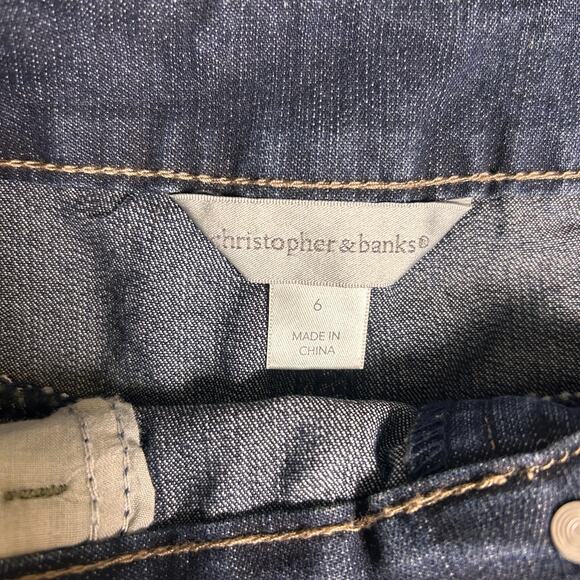 christopher & banks®
6
MADE IN
CHINA